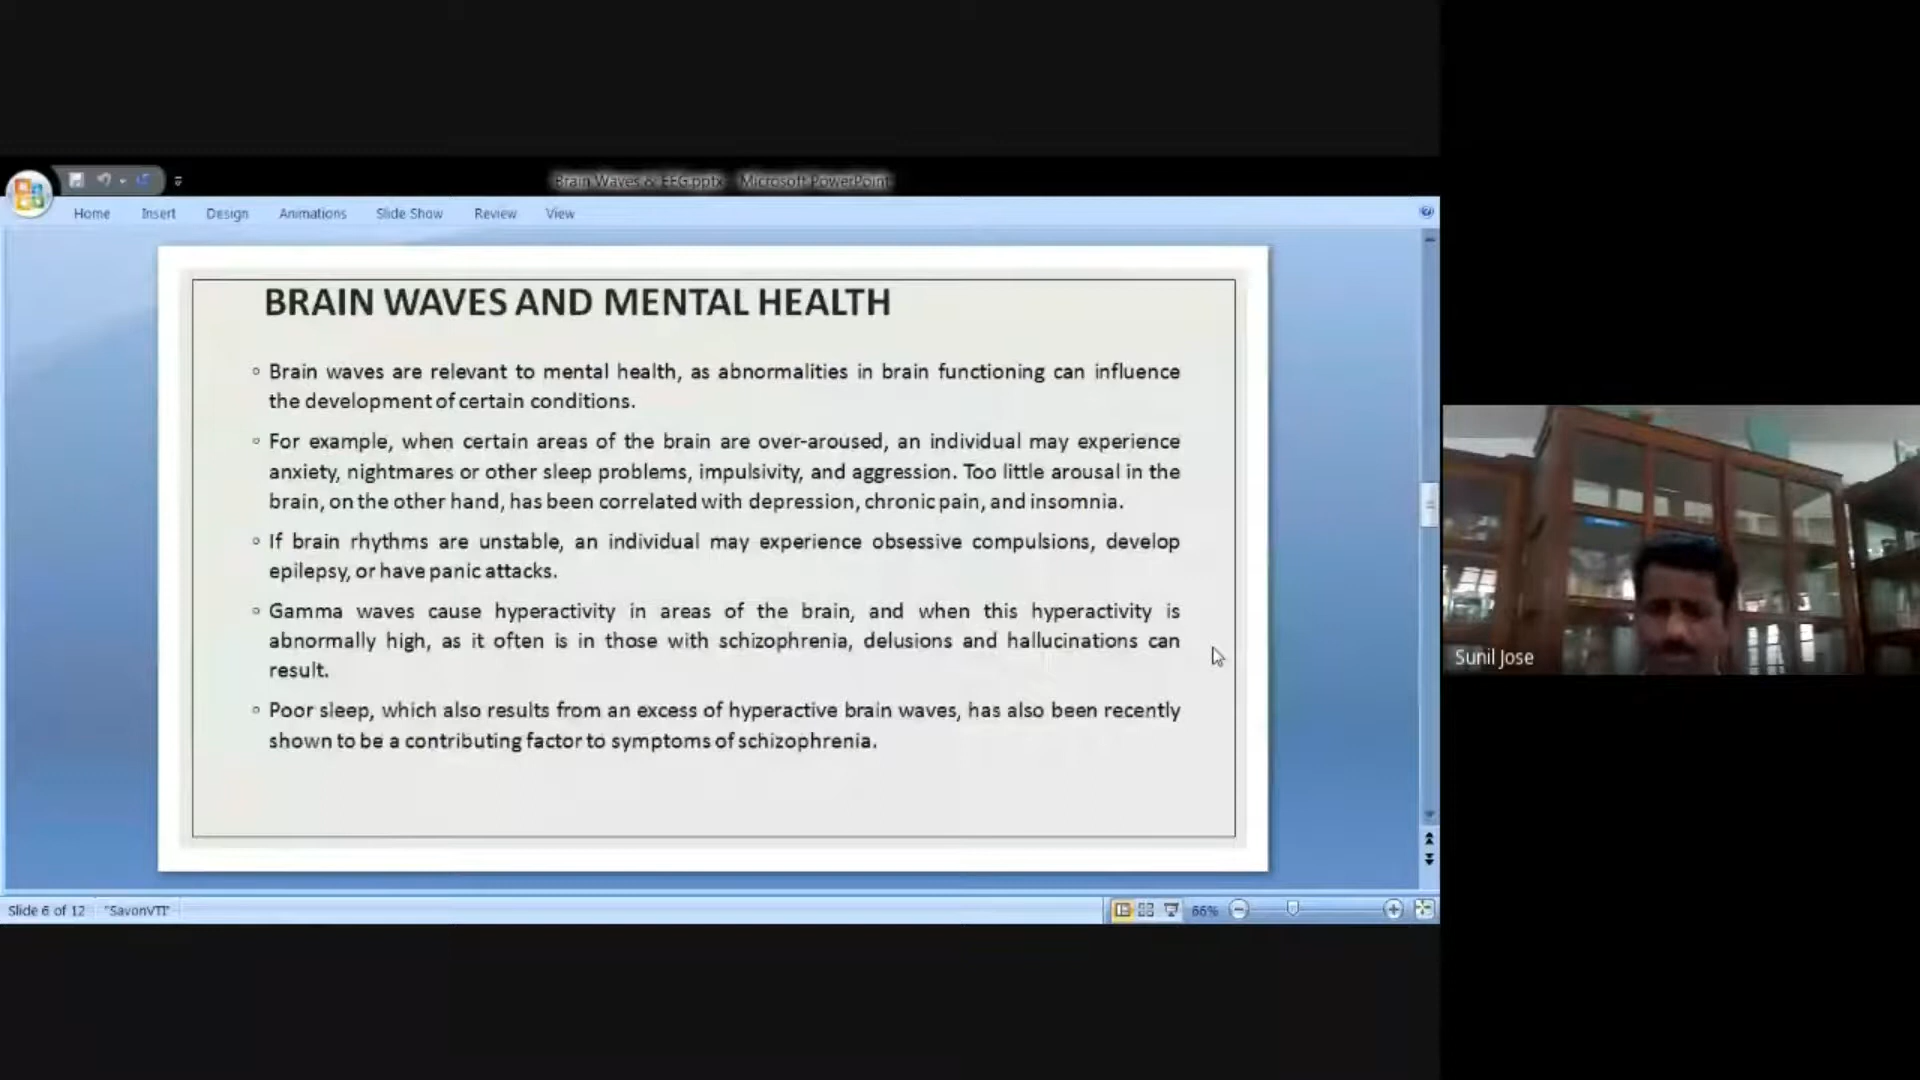 Brain Waves & EEG.pptx - Microsoft PowerPoint
Home Insert Design Animations Slide Show Review View
BRAIN WAVES AND MENTAL HEALTH
Brain waves are relevant to mental health, as abnormalities in brain functioning can influence
the development of certain conditions.
For example, when certain areas of the brain are over-aroused, an individual may experience
anxiety, nightmares or other sleep problems, impulsivity, and aggression. Too little arousal in the
brain, on the other hand, has been correlated with depression, chronic pain, and insomnia.
If brain rhythms are unstable, an individual may experience obsessive compulsions, develop
epilepsy, or have panic attacks.
Gamma waves cause hyperactivity in areas of the brain, and when this hyperactivity is
abnormally high, as it often is in those with schizophrenia, delusions and hallucinations can
result.
Poor sleep, which also results from an excess of hyperactive brain waves, has also been recently
shown to be a contributing factor to symptoms of schizophrenia.
Sunil Jose
Slide 6 of 12 "SavonVTI" 66%